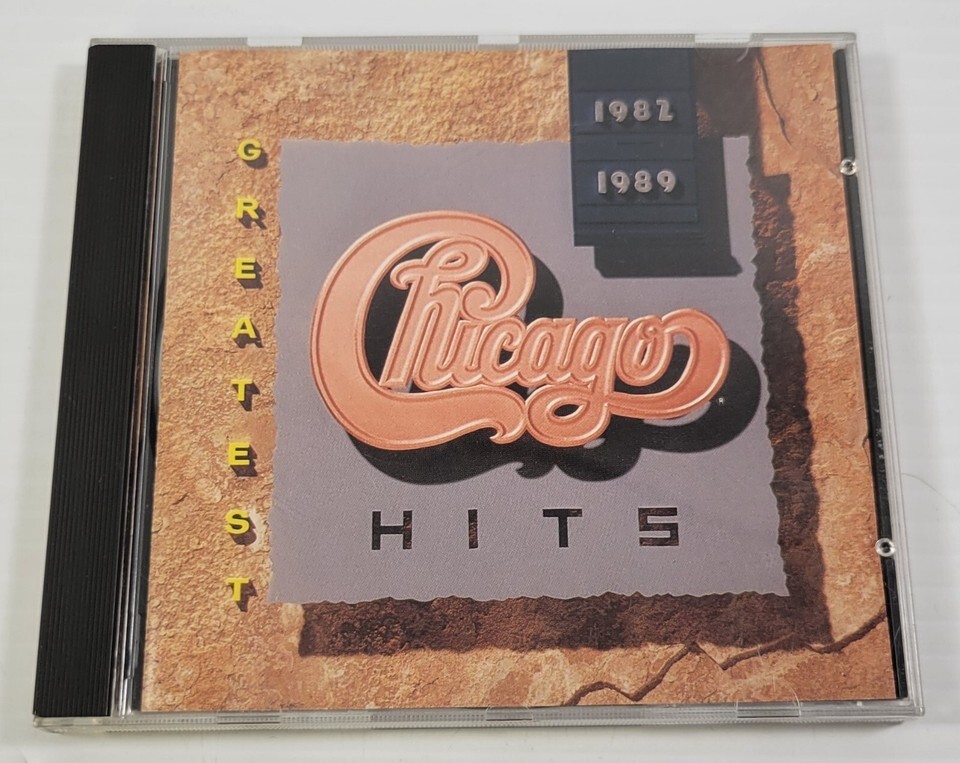 GREATEST
1982
1989
Chicago
HITS